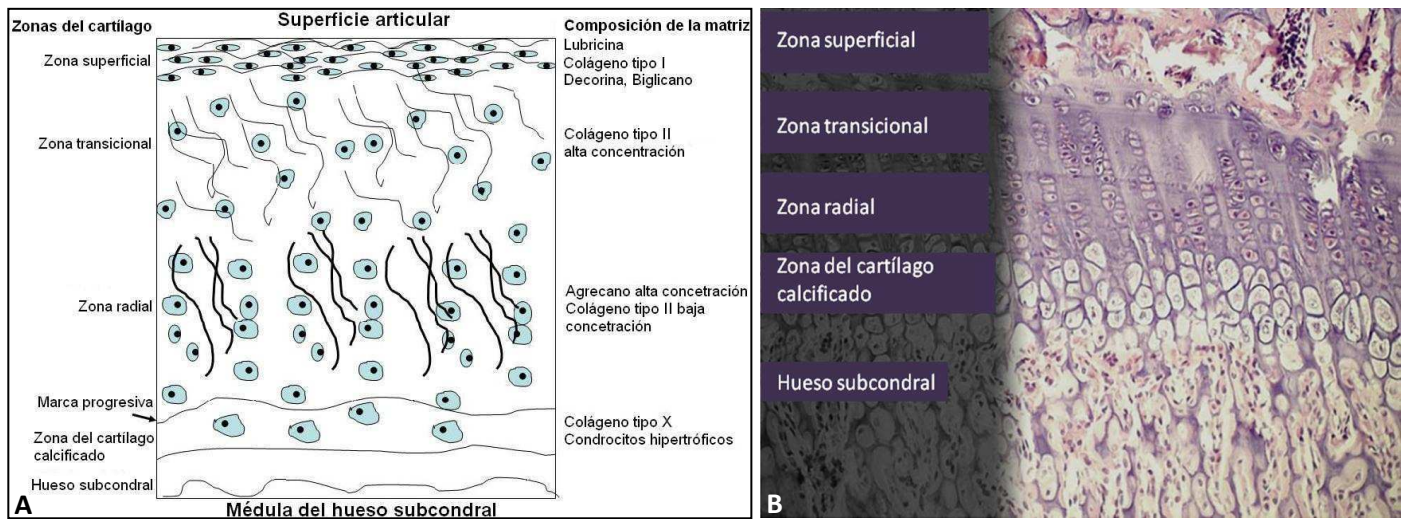 Superficie articular
Zonas del cartílago
Composición de la matriz
Zona superficial
Lubricina
Colágeno tipo I
Decorina, Biglicano
Zona transicional
Colágeno tipo II
alta concentración
Zona radial
Agrecano alta concetración
Colágeno tipo II baja
concetración
Marca progresiva
Zona del cartílago
calcificado
Colágeno tipo X
Condrocitos hipertróficos
Hueso subcondral
Médula del hueso subcondral
A
Zona superficial
Zona transicional
Zona radial
Zona del cartílago
calcificado
Hueso subcondral
B